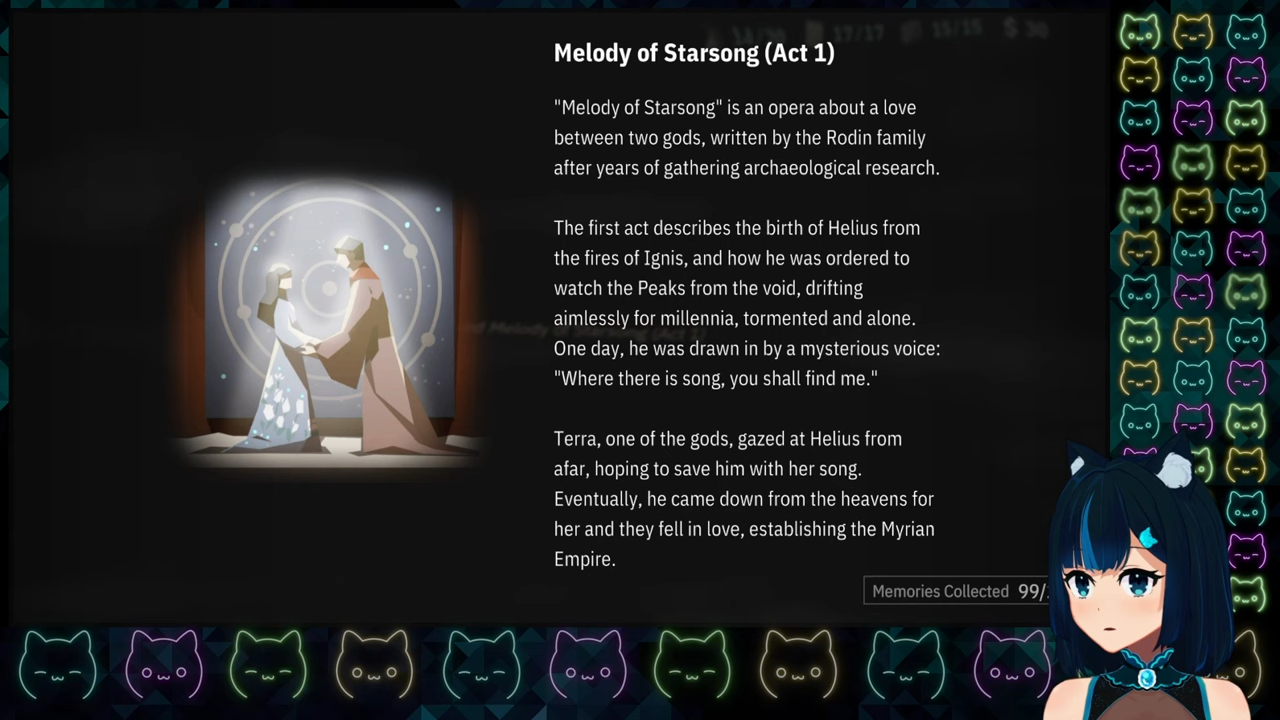 17/17 15/15 $ 30
Melody of Starsong (Act 1)
"Melody of Starsong" is an opera about a love
between two gods, written by the Rodin family
after years of gathering archaeological research.
The first act describes the birth of Helius from
the fires of Ignis, and how he was ordered to
watch the Peaks from the void, drifting
aimlessly for millennia, tormented and alone.
One day, he was drawn in by a mysterious voice:
"Where there is song, you shall find me."
Terra, one of the gods, gazed at Helius from
afar, hoping to save him with her song.
Eventually, he came down from the heavens for
her and they fell in love, establishing the Myrian
Empire.
Memories Collected 99/